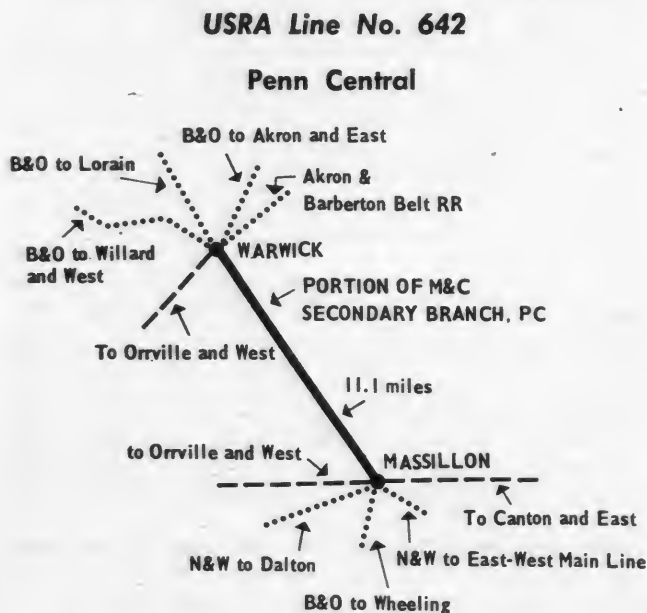 USRA Line No. 642
Penn Central
B&O to Akron and East
B&O to Lorain
Akron &
Barberton Belt RR
B&O to Willard
and West
WARWICK
PORTION OF M&C
SECONDARY BRANCH, PC
To Orrville and West
11.1 miles
to Orrville and West
MASSILLON
To Canton and East
N&W to Dalton
N&W to East-West Main Line
B&O to Wheeling